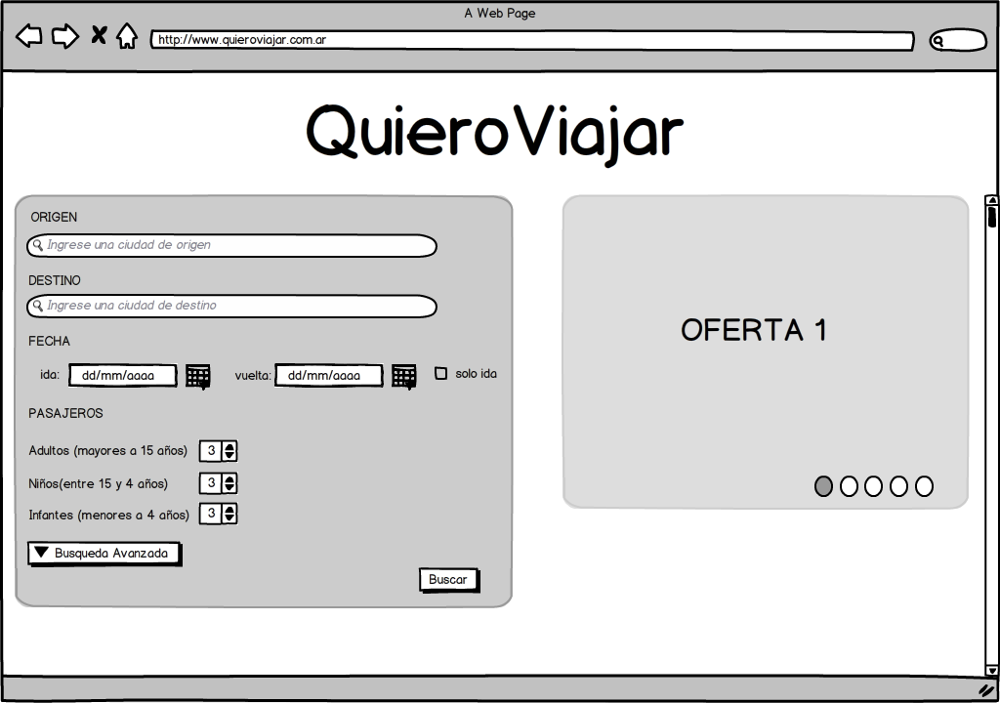 A Web Page
http://www.quieroviajar.com.ar
QuieroViajar
ORIGEN
Ingrese una ciudad de origen
DESTINO
Ingrese una ciudad de destino
FECHA
ida: dd/mm/aaaa vuelta: dd/mm/aaaa solo ida
PASAJEROS
Adultos (mayores a 15 años) 3
Niños(entre 15 y 4 años) 3
Infantes (menores a 4 años) 3
Busqueda Avanzada
Buscar
OFERTA 1